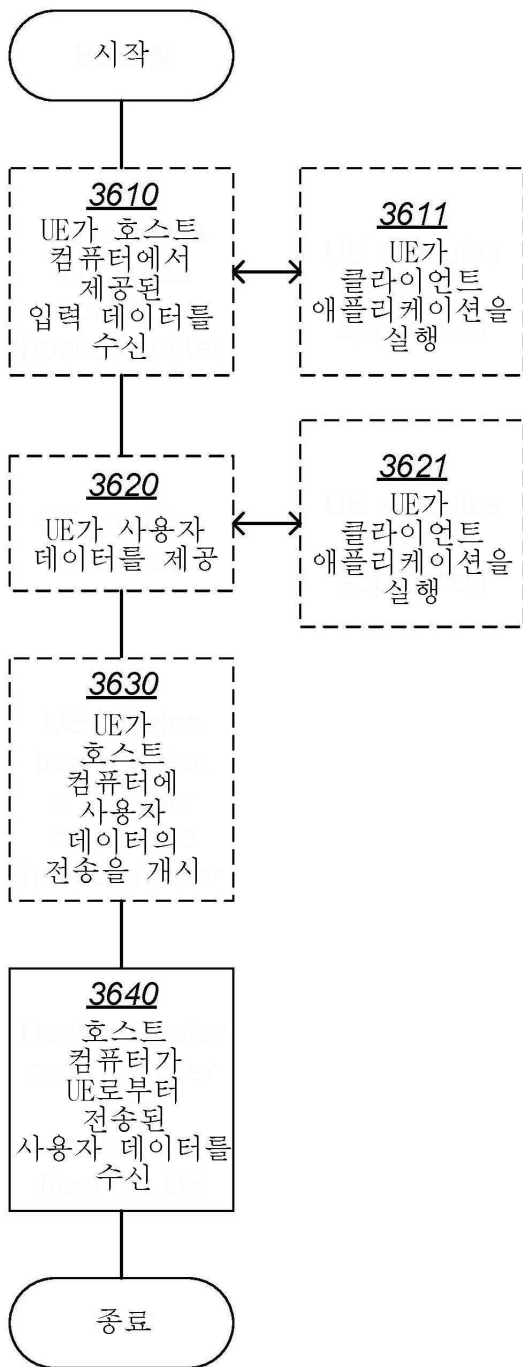 시작
3610
UE가 호스트
컴퓨터에서
제공된
입력 데이터를
수신
3611
UE가
클라이언트
애플리케이션을
실행
3620
UE가 사용자
데이터를 제공
3621
UE가
클라이언트
애플리케이션을
실행
3630
UE가
호스트
컴퓨터에
사용자
데이터의
전송을 개시
3640
호스트
컴퓨터가
UE로부터
전송된
사용자 데이터를
수신
종료